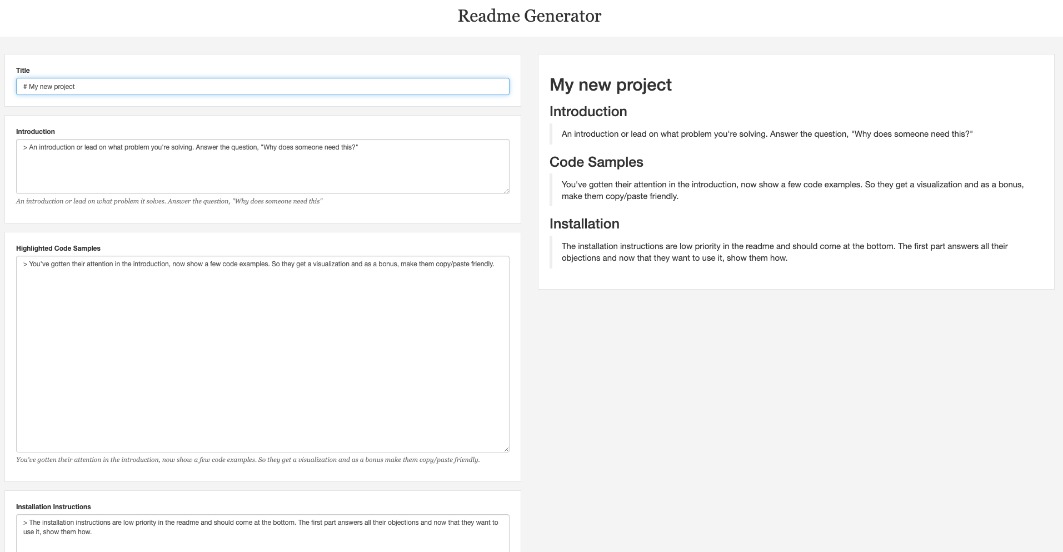 Readme Generator
Title
# My new project
Introduction
> An introduction or lead on what problem you're solving. Answer the question, "Why does someone need this?"
An introduction or lead on what problem it solves. Answer the question, "Why does someone need this"
Highlighted Code Samples
> You've gotten their attention in the introduction, now show a few code examples. So they get a visualization and as a bonus, make them copy/paste friendly.
You've gotten their attention in the introduction, now show a few code examples. So they get a visualization and as a bonus make them copy/paste friendly.
Installation Instructions
> The installation instructions are low priority in the readme and should come at the bottom. The first part answers all their objections and now that they want to
use it, show them how.
My new project
Introduction
An introduction or lead on what problem you're solving. Answer the question, "Why does someone need this?"
Code Samples
You've gotten their attention in the introduction, now show a few code examples. So they get a visualization and as a bonus,
make them copy/paste friendly.
Installation
The installation instructions are low priority in the readme and should come at the bottom. The first part answers all their
objections and now that they want to use it, show them how.